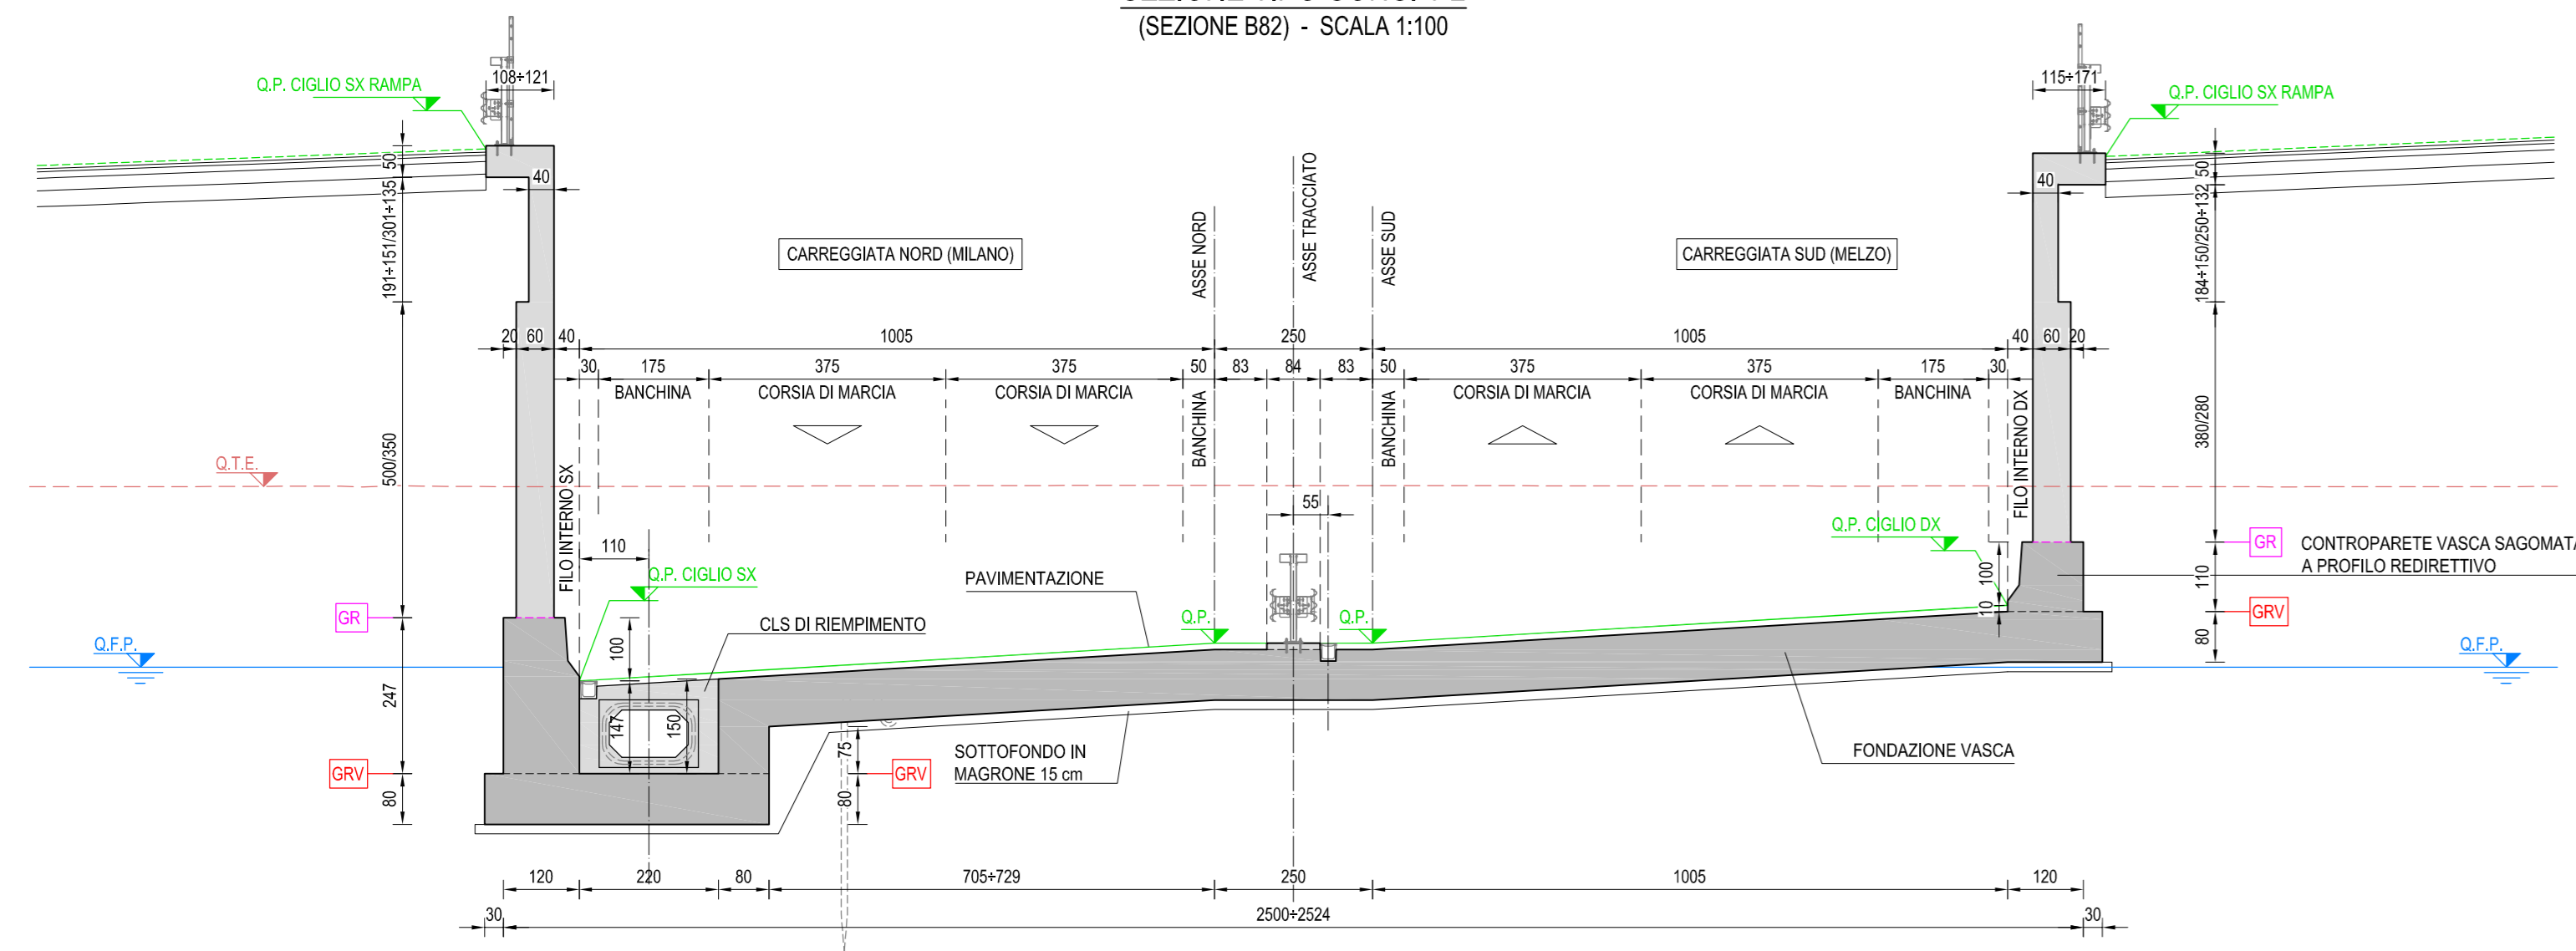 (SEZIONE B82) - SCALA 1:100
108÷121
115÷171
Q.P. CIGLIO SX RAMPA
Q.P. CIGLIO SX RAMPA
50
40
191÷151/301÷135
ASSE NORD
ASSE TRACCIATO
ASSE SUD
40
50
184÷150/250÷132
CARREGGIATA NORD (MILANO)
CARREGGIATA SUD (MELZO)
20 60 40 1005 250 1005 40 60 20
30 175 375 375 50 83 84 83 50 375 375 175 30
BANCHINA CORSIA DI MARCIA CORSIA DI MARCIA BANCHINA BANCHINA CORSIA DI MARCIA CORSIA DI MARCIA BANCHINA
500/350
380/280
Q.T.E.
FILO INTERNO SX
FILO INTERNO DX
55
110
Q.P. CIGLIO DX
GR CONTROPARETE VASCA SAGOMATA
A PROFILO REDIRETTIVO
Q.P. CIGLIO SX
PAVIMENTAZIONE
100
10
110
GRV
GR
CLS DI RIEMPIMENTO
Q.P.
Q.P.
100
80
Q.F.P.
Q.F.P.
247
147
150
75
SOTTOFONDO IN
MAGRONE 15 cm
FONDAZIONE VASCA
GRV
GRV
80
80
120 220 80 705÷729 250 1005 120
30 2500÷2524 30